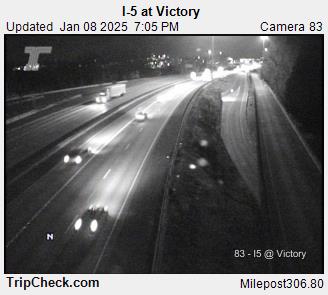 I-5 at Victory
Updated Jan 08 2025 7:05 PM Camera 83
N
83 - I5 @ Victory
TripCheck.com Milepost306.80